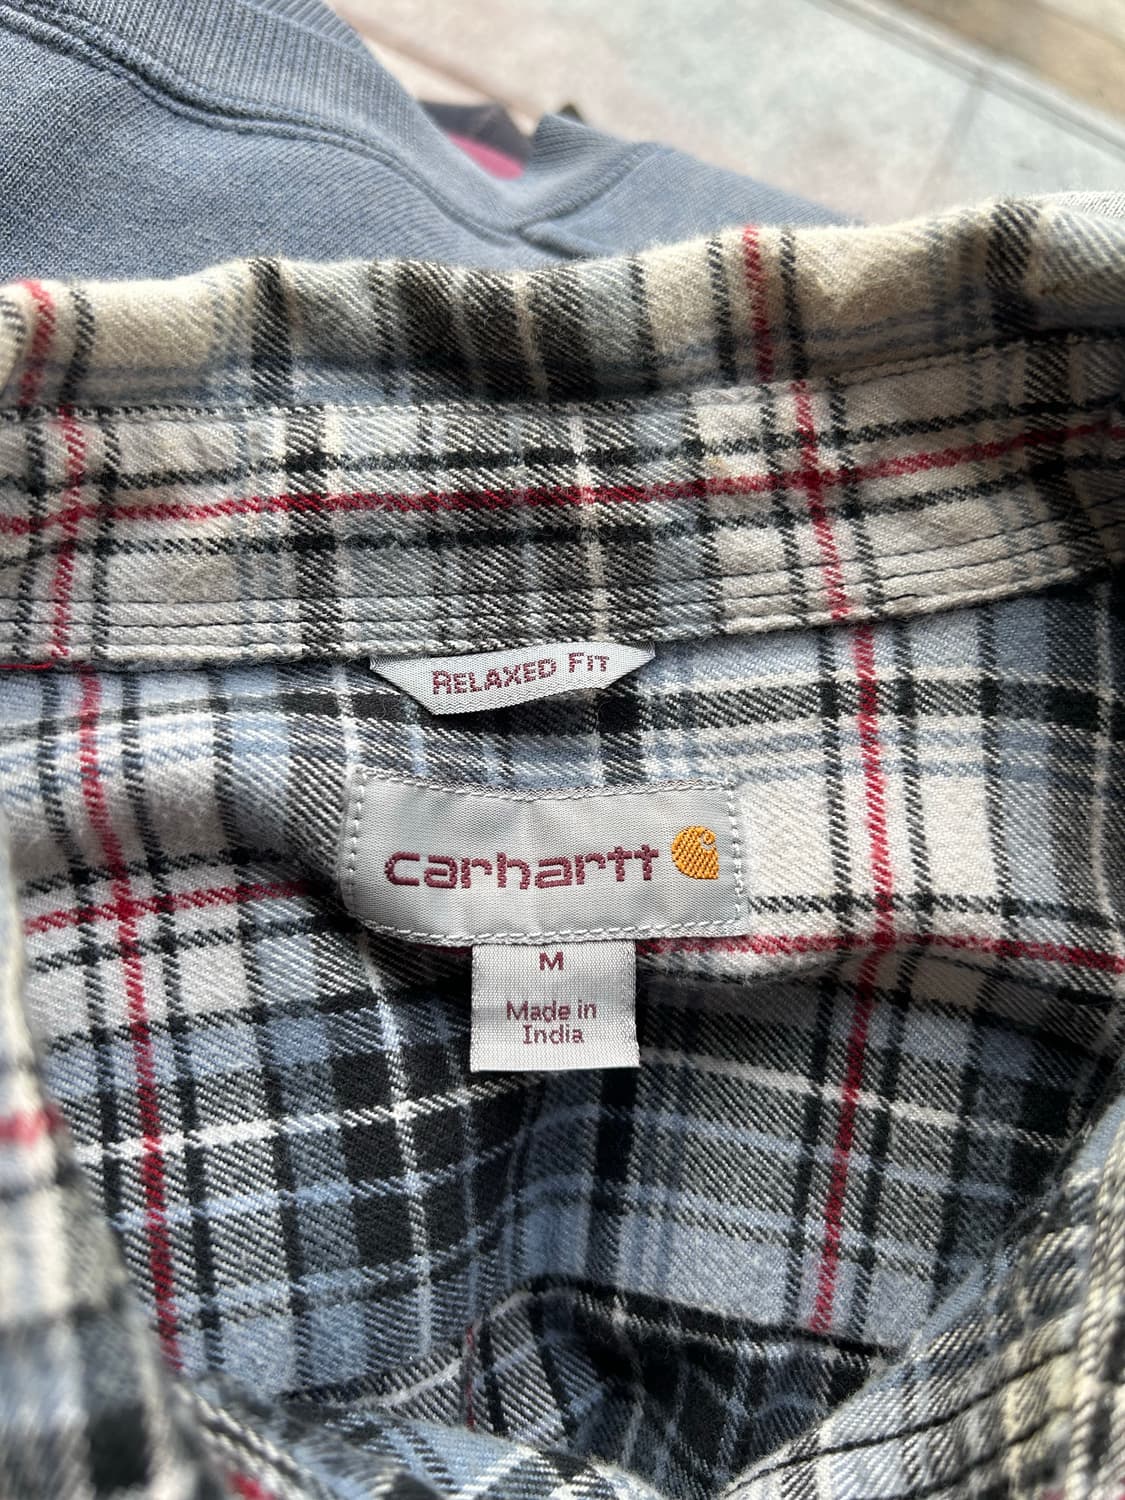 RELAXED FIT
carhartt
M
Made in
India